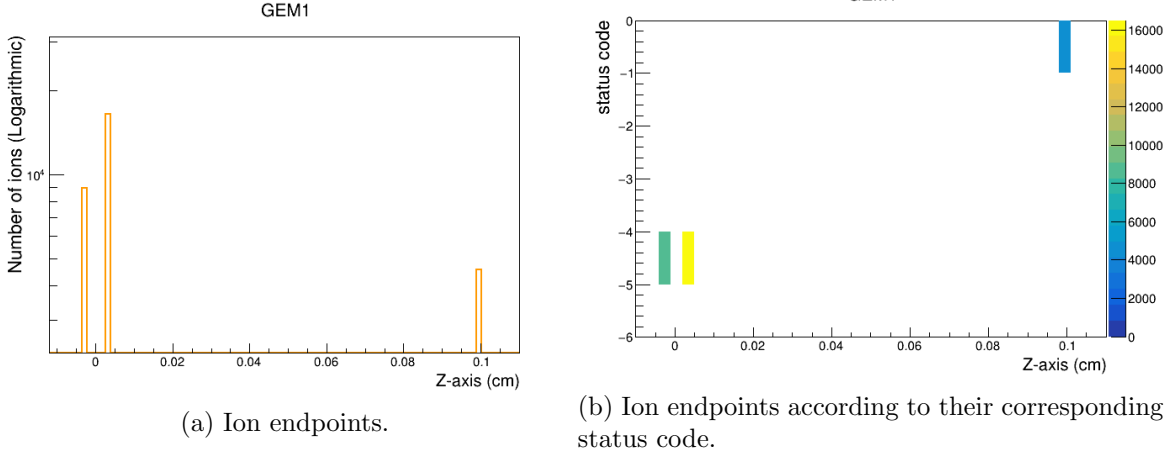 GEM1
Number of ions (Logarithmic)
10⁴
0 0.02 0.04 0.06 0.08 0.1
Z-axis (cm)
(a) Ion endpoints.
status code
0
−1
−2
−3
−4
−5
−6
0 0.02 0.04 0.06 0.08 0.1
Z-axis (cm)
16000
14000
12000
10000
8000
6000
4000
2000
0
(b) Ion endpoints according to their corresponding
status code.